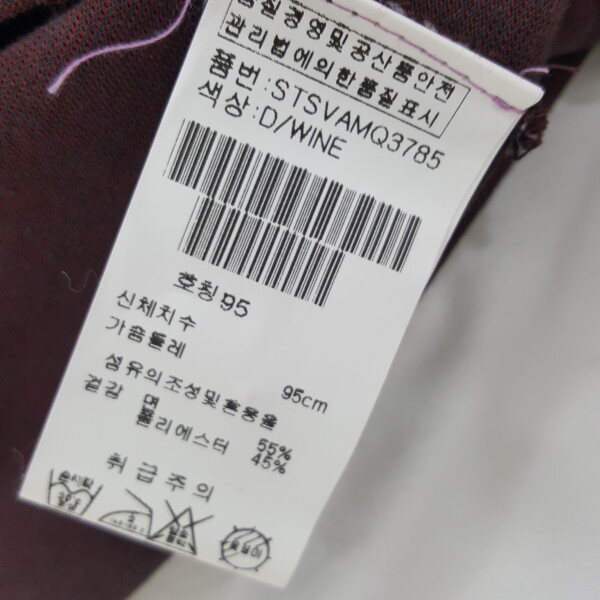 품질경영및 공산품안전
관리법에의한품질표시
품번:STSVAMQ3785
색상:D/WINE
호칭 95
신체치수
가슴둘레 95cm
섬유의조성및혼용율
겉감 면 55%
폴리에스터 45%
취급주의